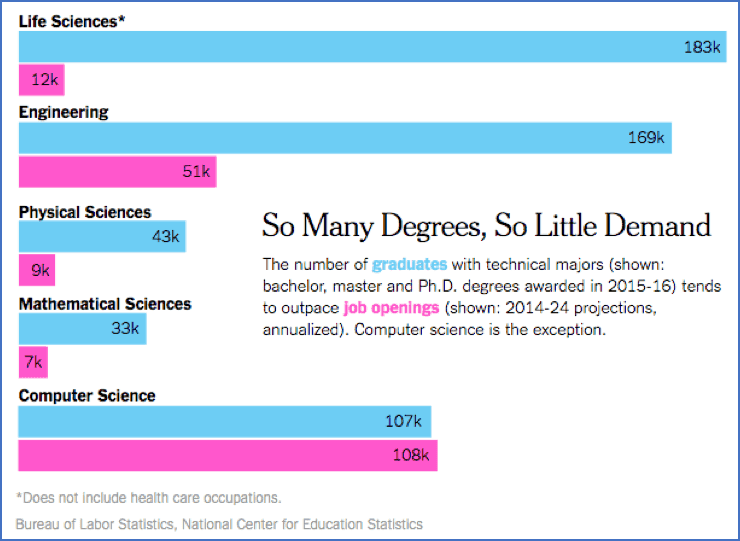 Life Sciences*
183k
12k
Engineering
169k
51k
Physical Sciences
43k
9k
Mathematical Sciences
33k
7k
So Many Degrees, So Little Demand
The number of graduates with technical majors (shown:
bachelor, master and Ph.D. degrees awarded in 2015-16) tends
to outpace job openings (shown: 2014-24 projections,
annualized). Computer science is the exception.
Computer Science
107k
108k
*Does not include health care occupations.
Bureau of Labor Statistics, National Center for Education Statistics